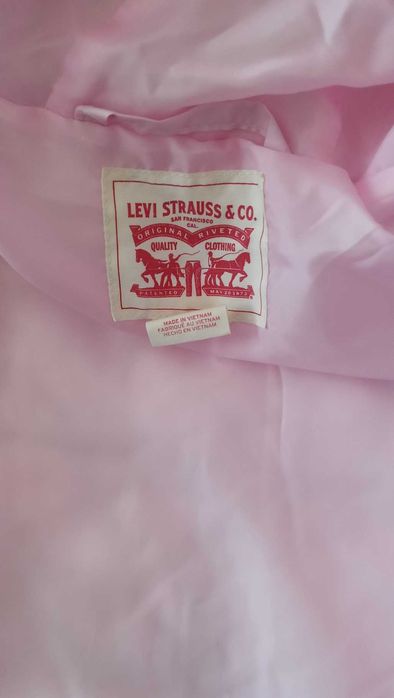 LEVI STRAUSS & CO.
SAN FRANCISCO
CAL.
ORIGINAL RIVETED
QUALITY CLOTHING
PATENTED MAY 20 1873
MADE IN VIETNAM
FABRIQUÉ AU VIETNAM
HECHO EN VIETNAM